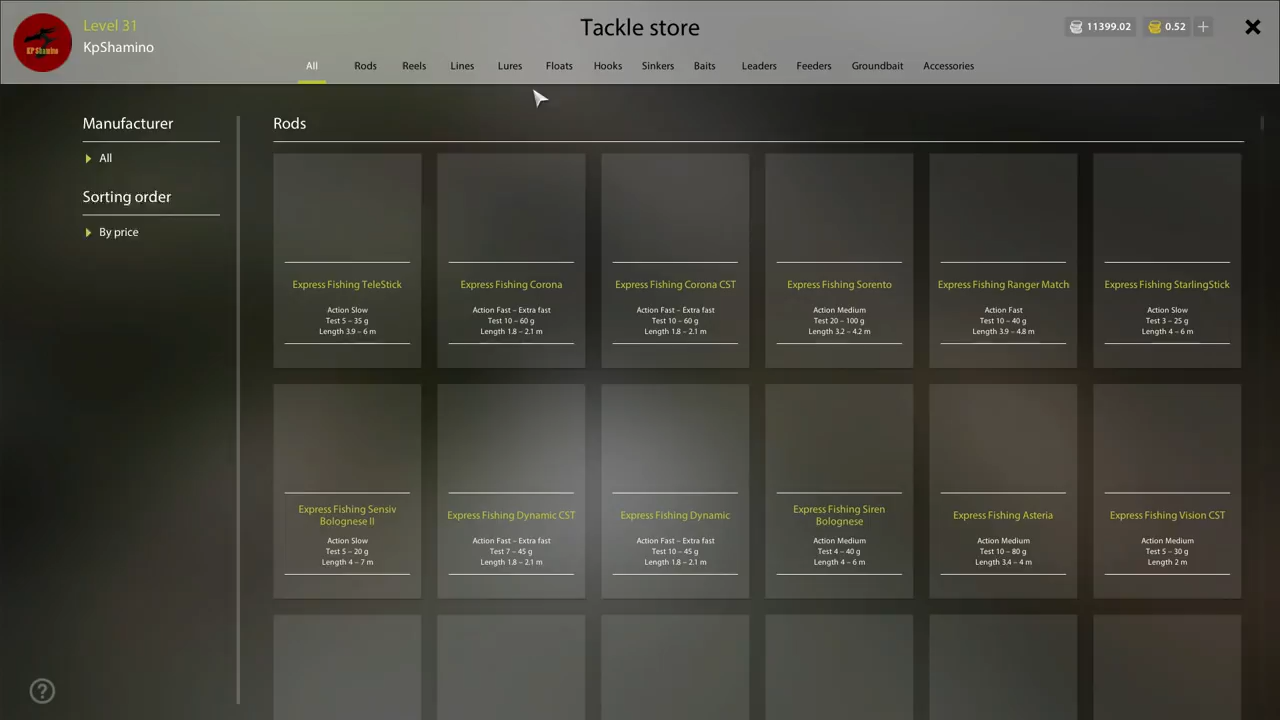 Level 31
KpShamino
KP Shamino
Tackle store
11399.02
0.52
All Rods Reels Lines Lures Floats Hooks Sinkers Baits Leaders Feeders Groundbait Accessories
Manufacturer
All
Sorting order
By price
Rods
Express Fishing TeleStick
Action Slow
Test 5 – 35 g
Length 3.9 – 6 m
Express Fishing Corona
Action Fast – Extra fast
Test 10 – 60 g
Length 1.8 – 2.1 m
Express Fishing Corona CST
Action Fast – Extra fast
Test 10 – 60 g
Length 1.8 – 2.1 m
Express Fishing Sorento
Action Medium
Test 20 – 100 g
Length 3.2 – 4.2 m
Express Fishing Ranger Match
Action Fast
Test 10 – 40 g
Length 3.9 – 4.8 m
Express Fishing StarlingStick
Action Slow
Test 3 – 25 g
Length 4 – 6 m
Express Fishing Sensiv
Bolognese II
Action Slow
Test 5 – 20 g
Length 4 – 7 m
Express Fishing Dynamic CST
Action Fast – Extra fast
Test 7 – 45 g
Length 1.8 – 2.1 m
Express Fishing Dynamic
Action Fast – Extra fast
Test 10 – 45 g
Length 1.8 – 2.1 m
Express Fishing Siren
Bolognese
Action Medium
Test 4 – 40 g
Length 4 – 6 m
Express Fishing Asteria
Action Medium
Test 10 – 80 g
Length 3.4 – 4 m
Express Fishing Vision CST
Action Medium
Test 5 – 30 g
Length 2 m
?